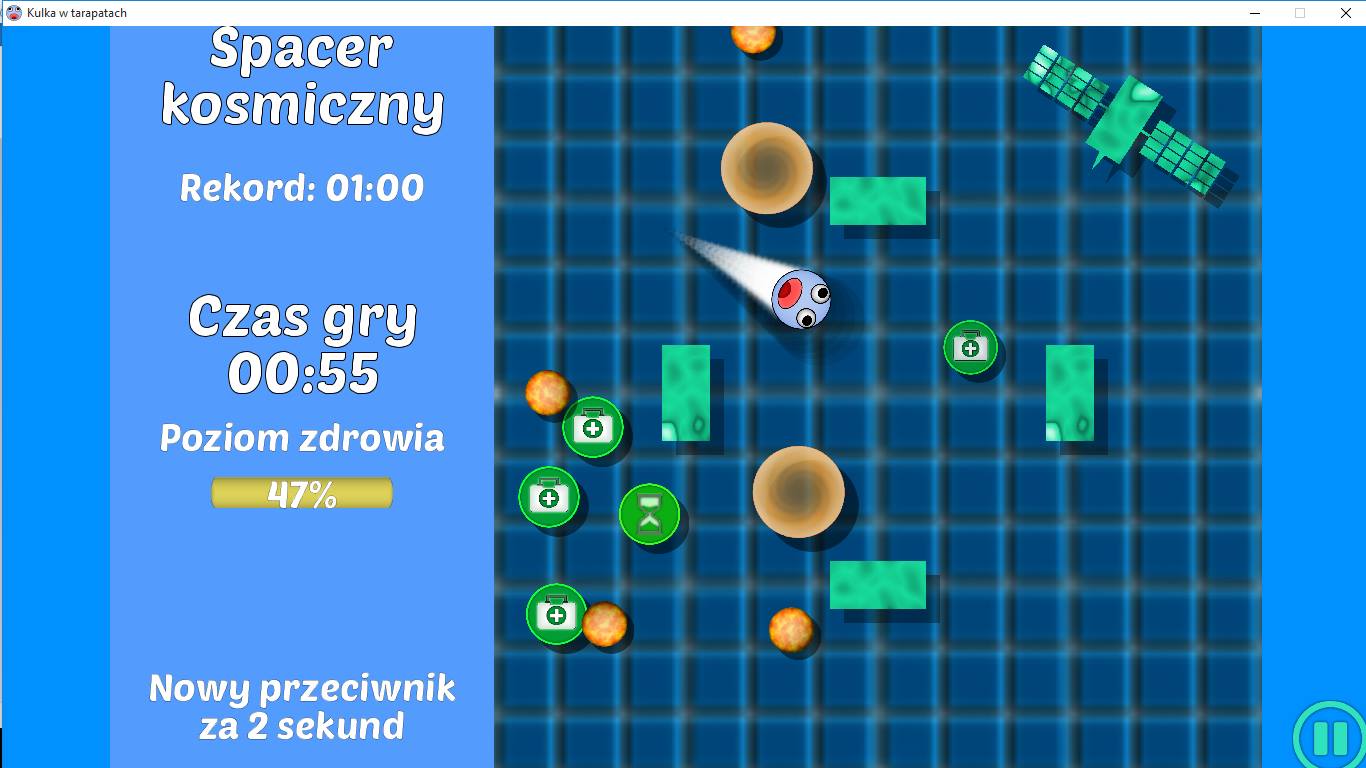 Kulka w tarapatach
Spacer
kosmiczny
Rekord: 01:00
Czas gry
00:55
Poziom zdrowia
47%
Nowy przeciwnik
za 2 sekund